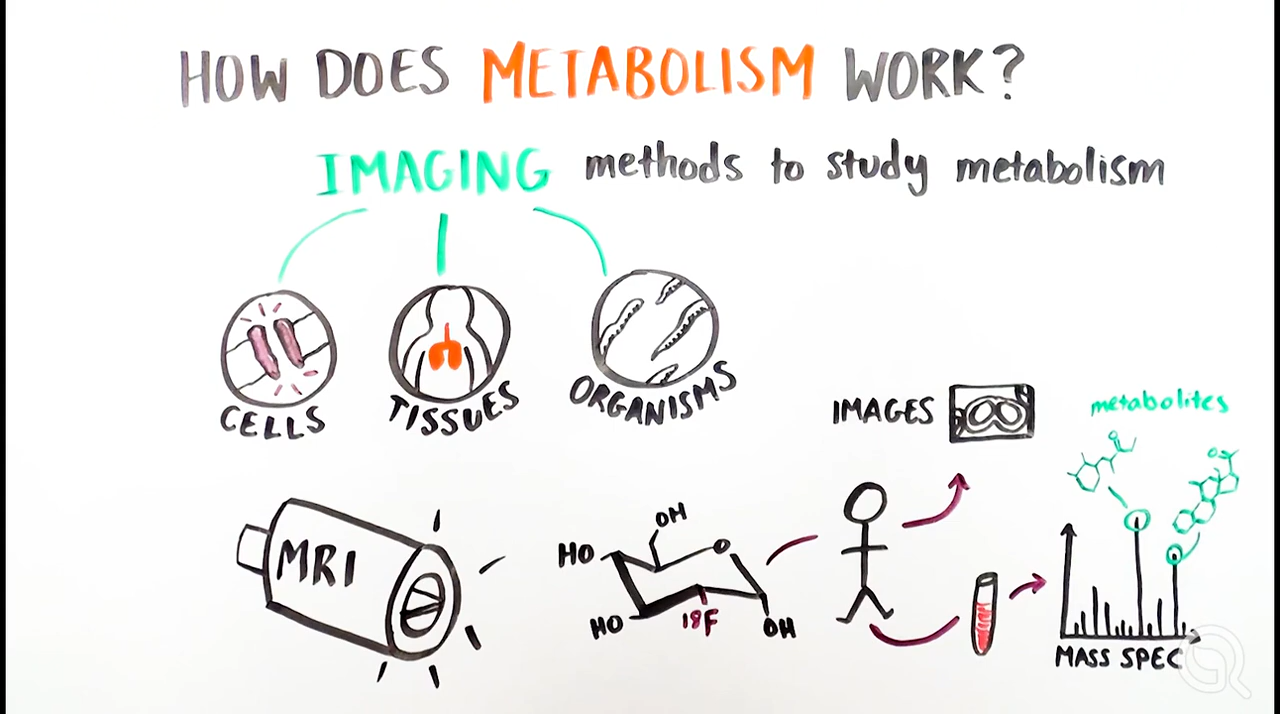 HOW DOES METABOLISM WORK?
IMAGING methods to study metabolism
CELLS
TISSUES
ORGANISMS
IMAGES
metabolites
MRI
OH
HO
O
HO
18F
OH
O
O
MASS SPEC